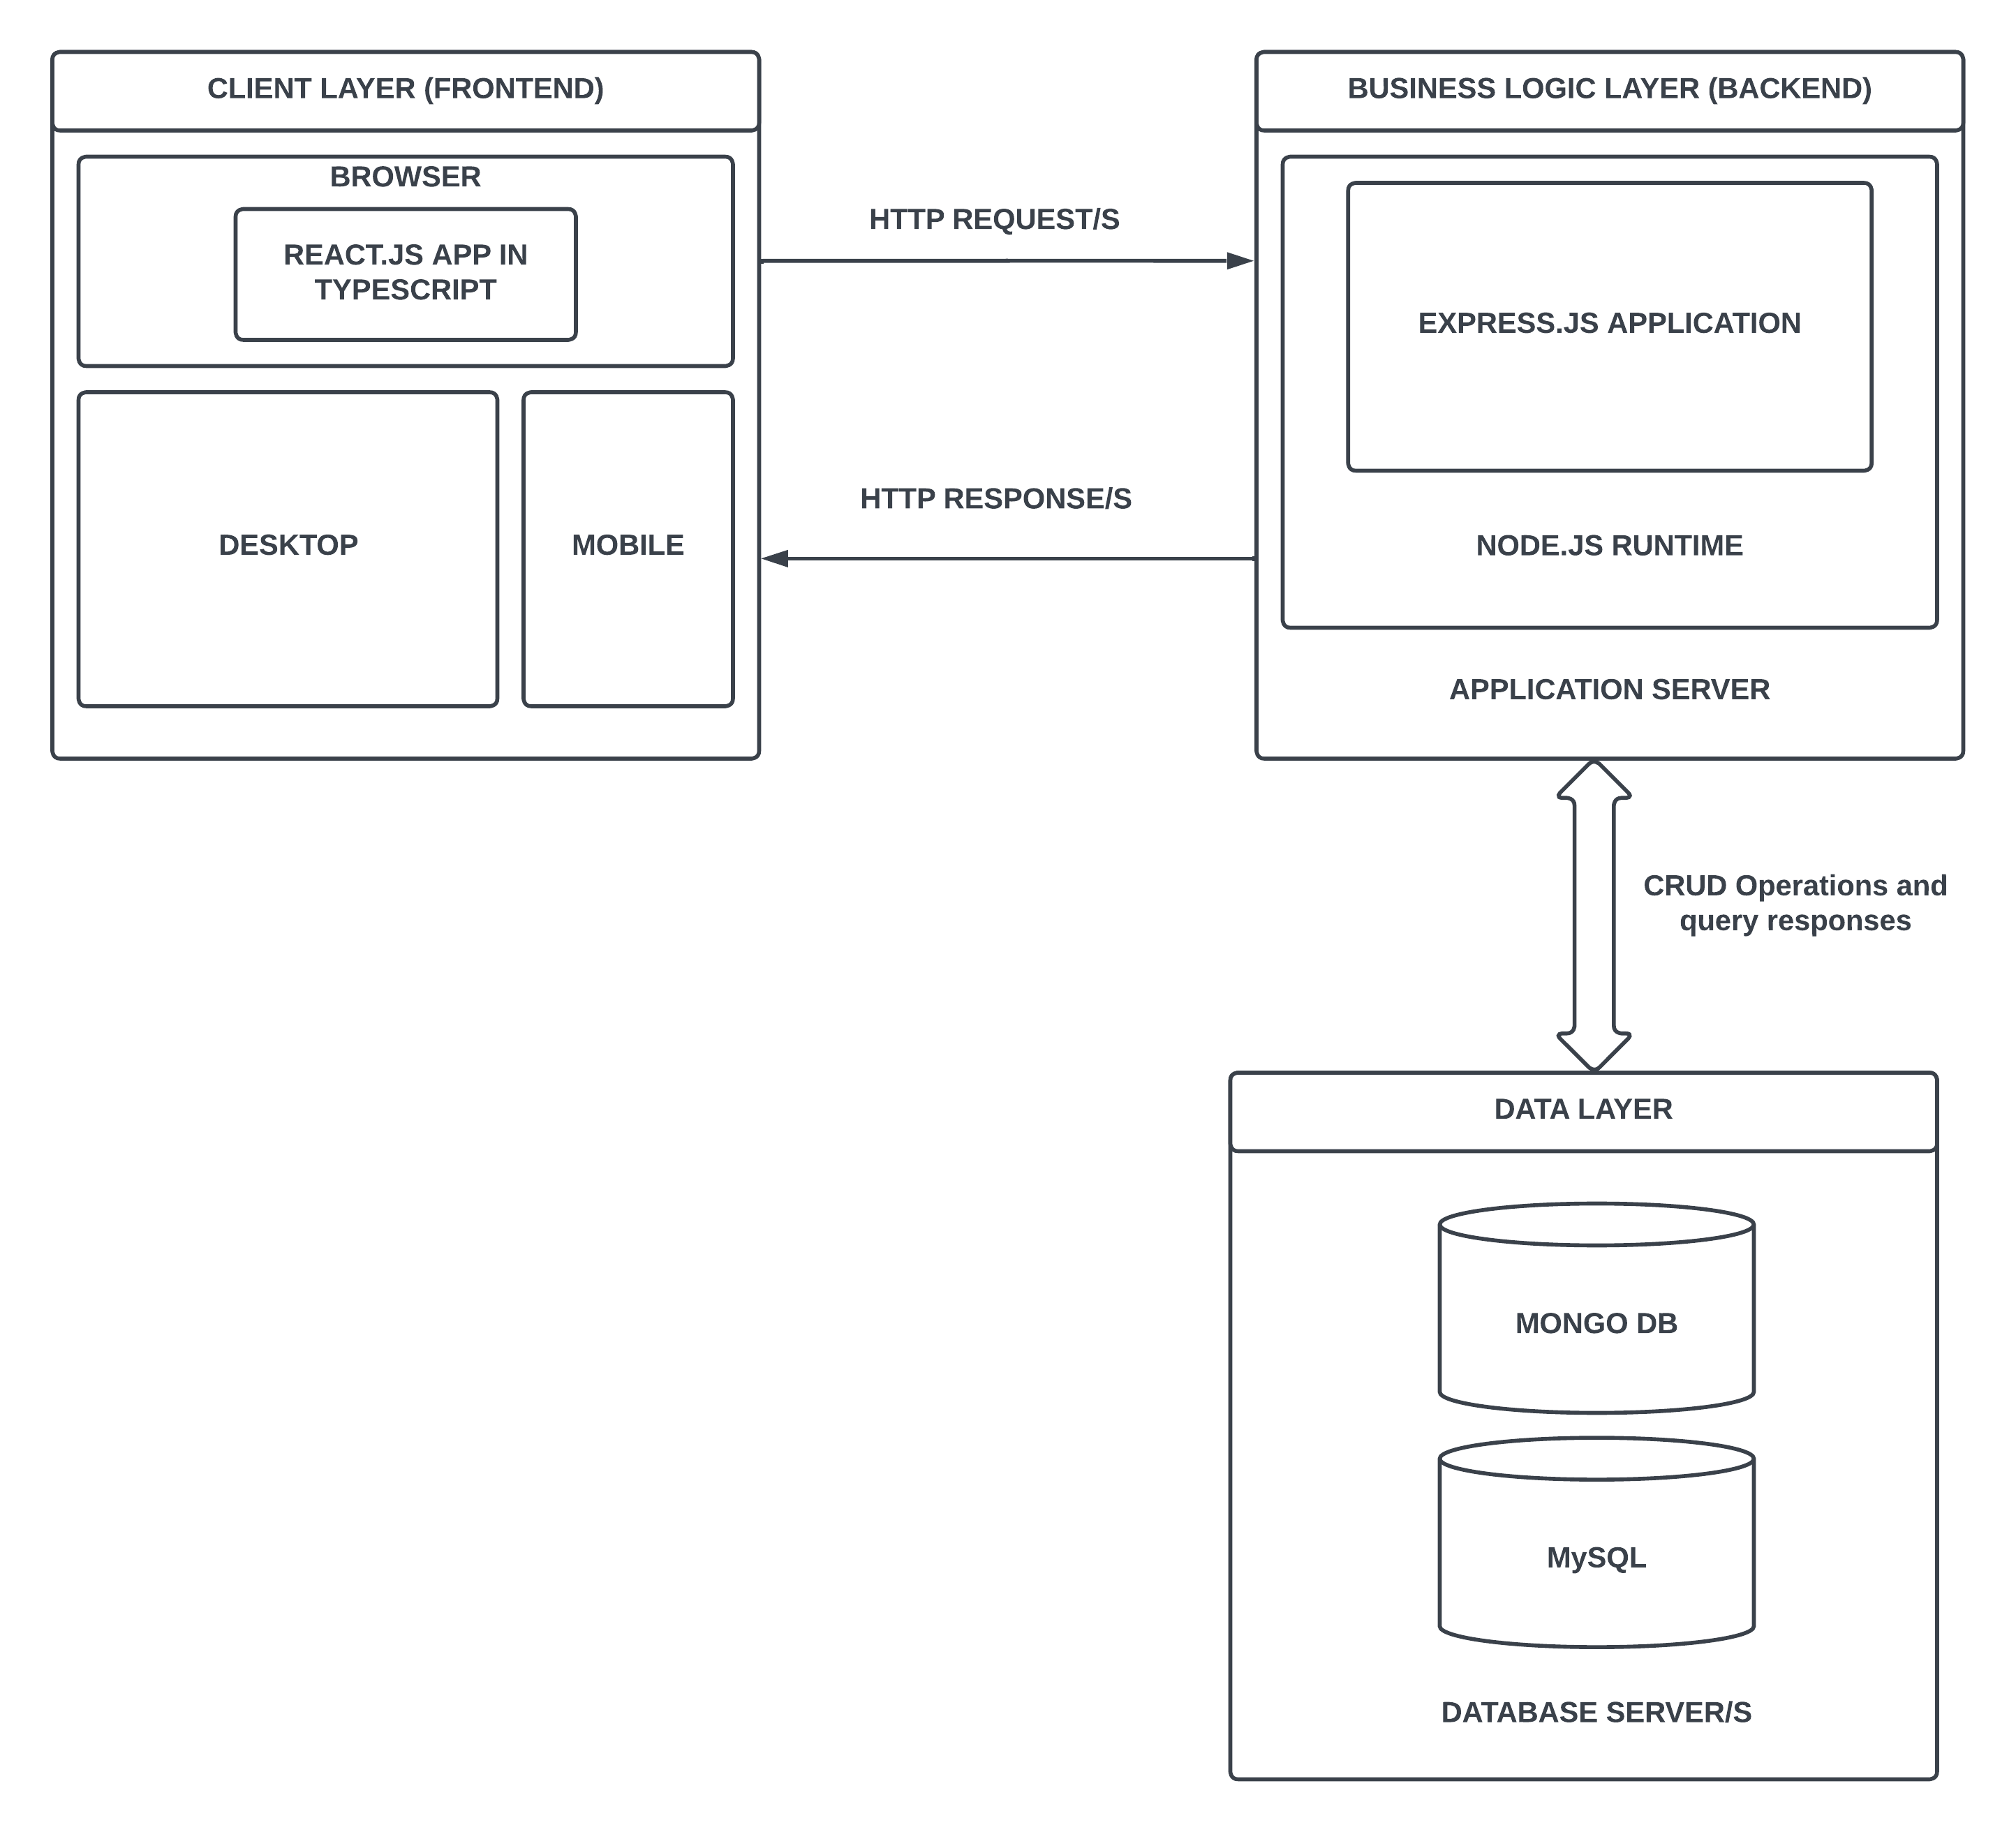 CLIENT LAYER (FRONTEND)
BROWSER
REACT.JS APP IN
TYPESCRIPT
DESKTOP
MOBILE
HTTP REQUEST/S
HTTP RESPONSE/S
BUSINESS LOGIC LAYER (BACKEND)
EXPRESS.JS APPLICATION
NODE.JS RUNTIME
APPLICATION SERVER
CRUD Operations and
query responses
DATA LAYER
MONGO DB
MySQL
DATABASE SERVER/S